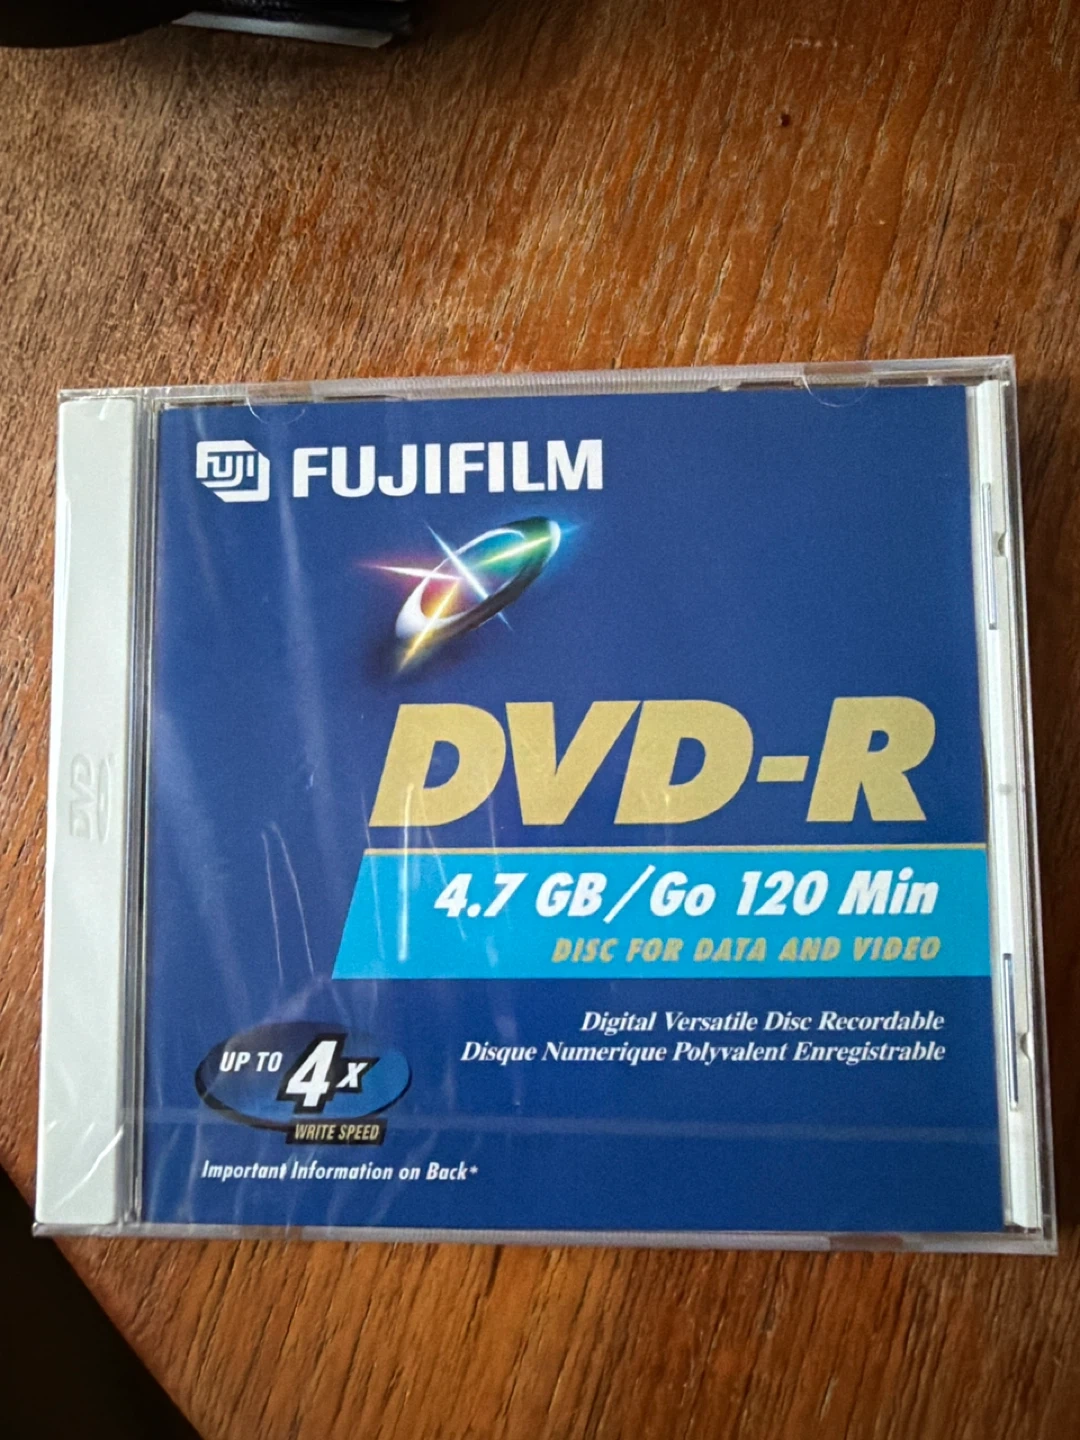 FUJI FUJIFILM
DVD-R
4.7 GB/Go 120 Min
DISC FOR DATA AND VIDEO
Digital Versatile Disc Recordable
Disque Numerique Polyvalent Enregistrable
UP TO 4x
WRITE SPEED
Important Information on Back*
DVD